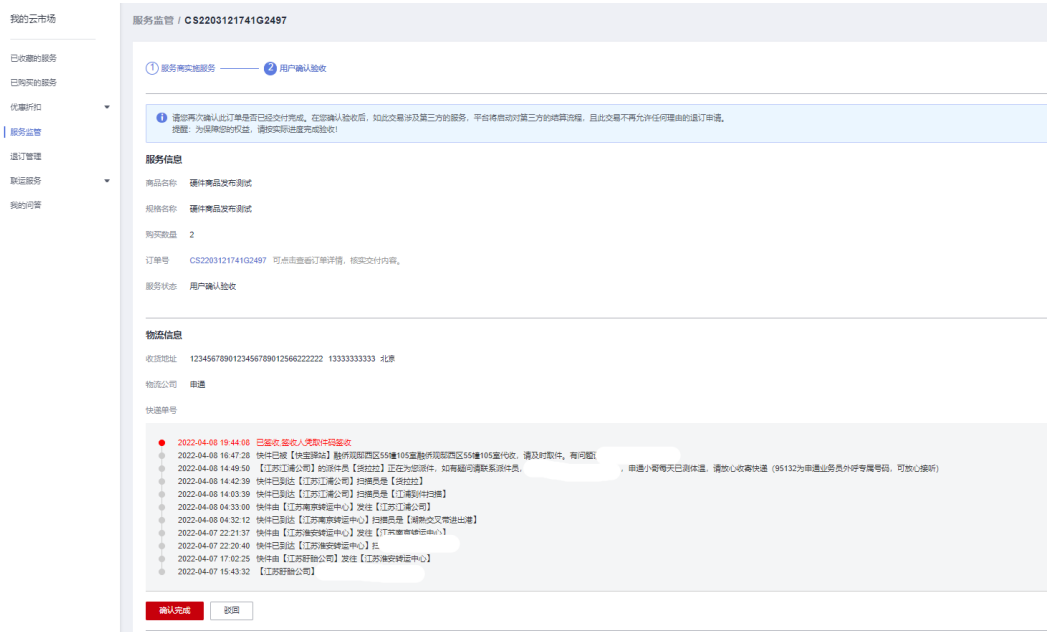 我的云市场
已收藏的服务
已购买的服务
优惠折扣
服务监管
退订管理
联运服务
我的问答
服务监管 / CS2203121741G2497
1 服务商实施服务
2 用户确认验收
请您再次确认此订单是否已经交付完成。在您确认验收后，如此交易涉及第三方的服务，平台将启动对第三方的结算流程，且此交易不再允许任何理由的退订申请。
提醒：为保障您的权益，请按实际进度完成验收！
服务信息
商品名称 硬件商品发布测试
规格名称 硬件商品发布测试
购买数量 2
订单号 CS2203121741G2497 可点击查看订单详情，核实交付内容。
服务状态 用户确认验收
物流信息
收货地址 1234567890123456789012566222222 13333333333 北京
物流公司 申通
快递单号
2022-04-08 19:44:08 已签收,签收人凭取件码签收
2022-04-08 16:47:28 快件已被【快宝驿站】融侨观邸西区55幢105室融侨观邸西区55幢105室代收，请及时取件。有问题
2022-04-08 14:49:50 【江苏江浦公司】的派件员【货拉拉】正在为您派件，如有疑问请联系派件员，，申通小哥每天已测体温，请放心收寄快递（95132为申通业务员外呼专属号码，可放心接听）
2022-04-08 14:42:39 快件已到达【江苏江浦公司】扫描员是【货拉拉】
2022-04-08 14:03:39 快件已到达【江苏江浦公司】扫描员是【江浦到件扫描】
2022-04-08 04:33:00 快件由【江苏南京转运中心】发往【江苏江浦公司】
2022-04-08 04:32:12 快件已到达【江苏南京转运中心】扫描员是【湖熟交叉带进出港】
2022-04-07 22:21:37 快件由【江苏淮安转运中心】发往【江苏南京转运中心】
2022-04-07 22:20:40 快件已到达【江苏淮安转运中心】扫
2022-04-07 17:02:25 快件由【江苏盱眙公司】发往【江苏淮安转运中心】
2022-04-07 15:43:32 【江苏盱眙公司】
确认完成
驳回